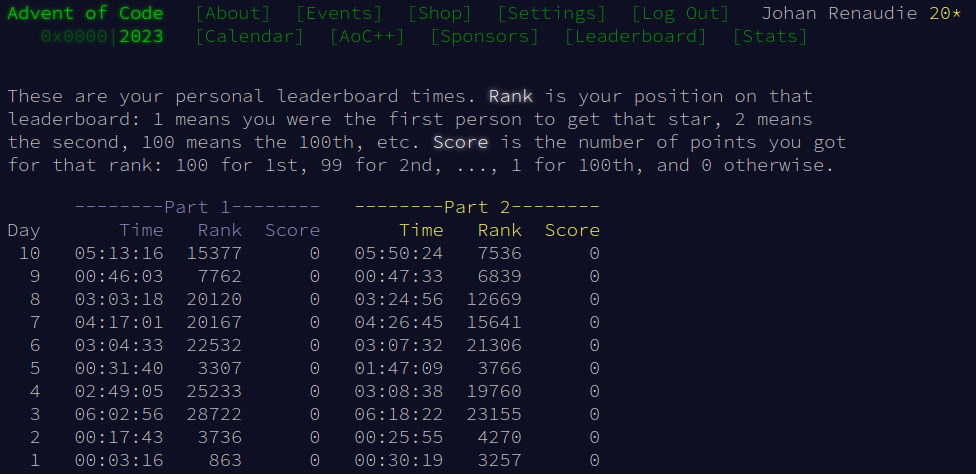 Advent of Code [About] [Events] [Shop] [Settings] [Log Out] Johan Renaudie 20*
0x0000|2023 [Calendar] [AoC++] [Sponsors] [Leaderboard] [Stats]
These are your personal leaderboard times. Rank is your position on that
leaderboard: 1 means you were the first person to get that star, 2 means
the second, 100 means the 100th, etc. Score is the number of points you got
for that rank: 100 for 1st, 99 for 2nd, ..., 1 for 100th, and 0 otherwise.
--------Part 1-------- --------Part 2--------
Day Time Rank Score Time Rank Score
10 05:13:16 15377 0 05:50:24 7536 0
9 00:46:03 7762 0 00:47:33 6839 0
8 03:03:18 20120 0 03:24:56 12669 0
7 04:17:01 20167 0 04:26:45 15641 0
6 03:04:33 22532 0 03:07:32 21306 0
5 00:31:40 3307 0 01:47:09 3766 0
4 02:49:05 25233 0 03:08:38 19760 0
3 06:02:56 28722 0 06:18:22 23155 0
2 00:17:43 3736 0 00:25:55 4270 0
1 00:03:16 863 0 00:30:19 3257 0